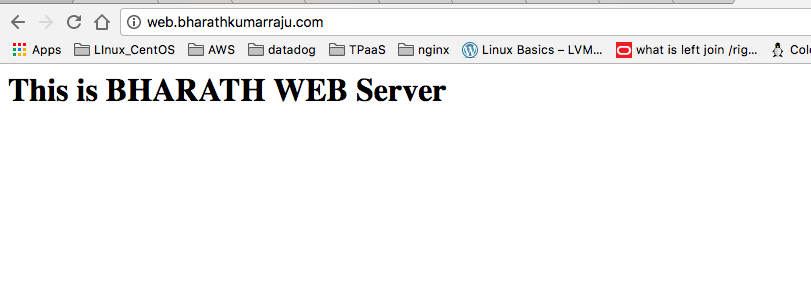 web.bharathkumarraju.com
Apps LInux_CentOS AWS datadog TPaaS nginx Linux Basics – LVM... what is left join /rig... Col
This is BHARATH WEB Server